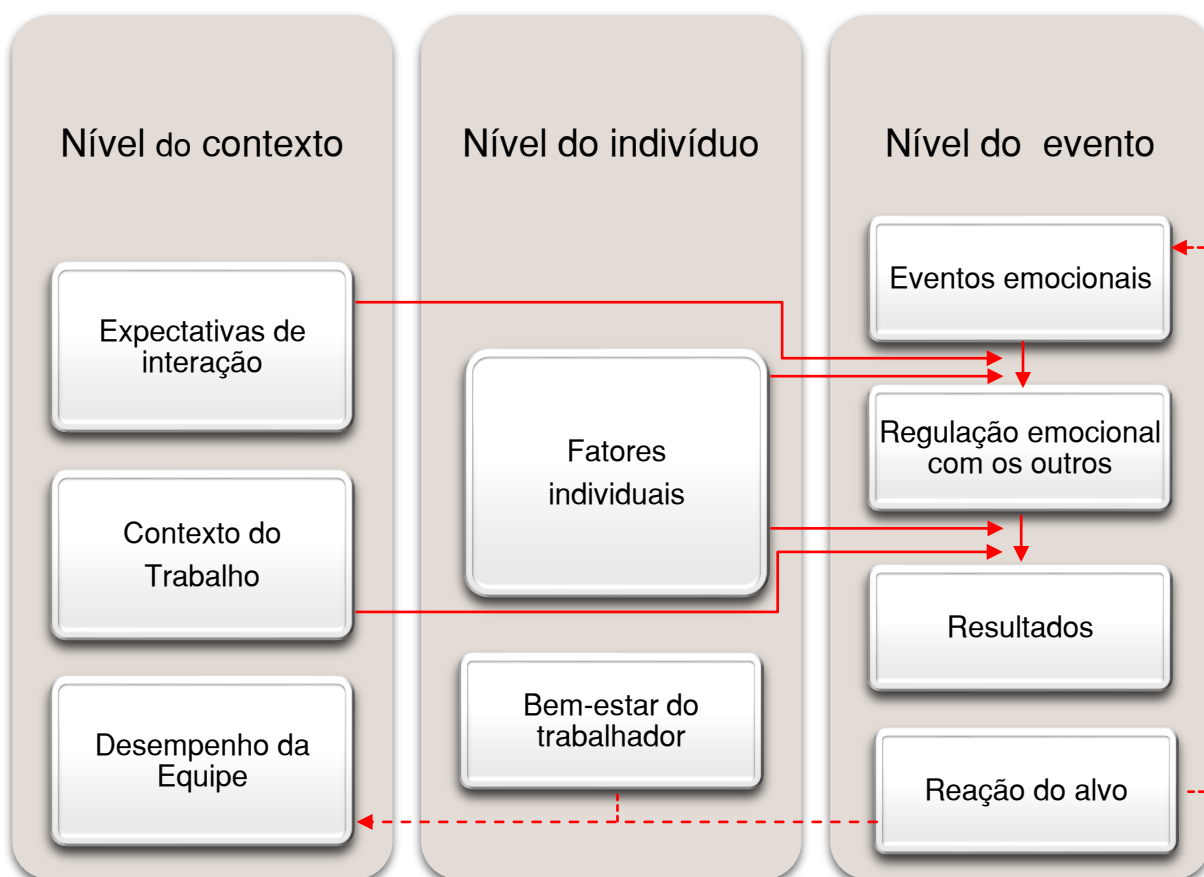 Nível do contexto
Expectativas de
interação
Contexto do
Trabalho
Desempenho da
Equipe
Nível do indivíduo
Fatores
individuais
Bem-estar do
trabalhador
Nível do evento
Eventos emocionais
Regulação emocional
com os outros
Resultados
Reação do alvo